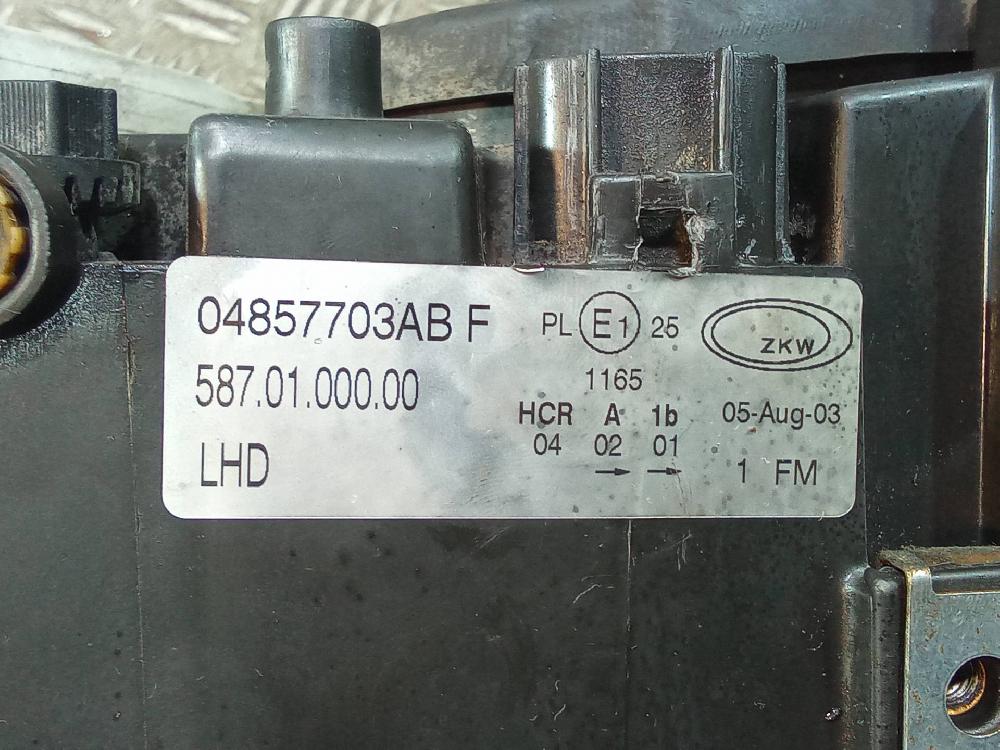 04857703AB F
587.01.000.00
LHD
PL E1 25
1165
HCR A 1b
04 02 01
→ →
ZKW
05-Aug-03
1 FM